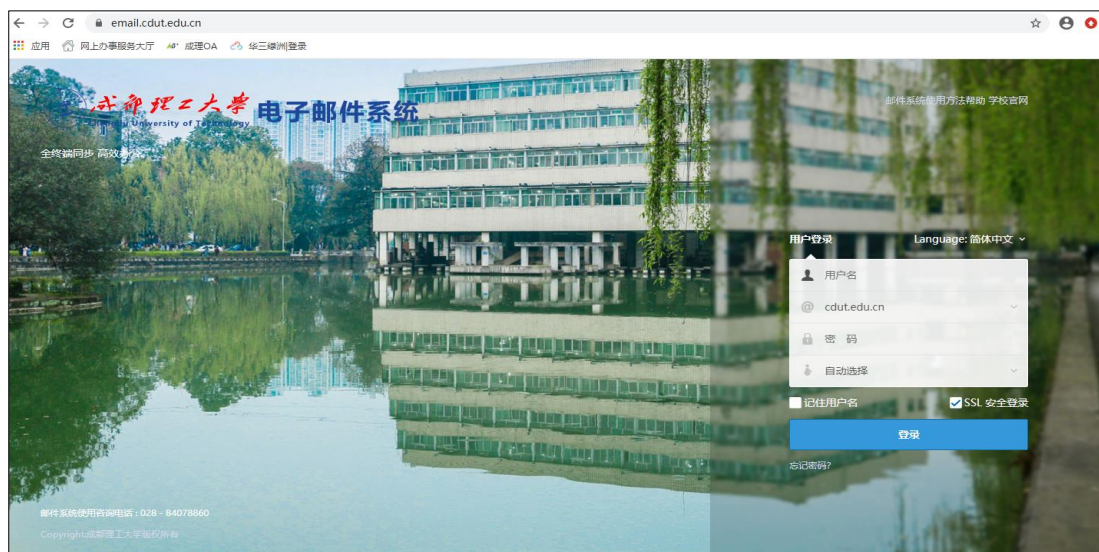 email.cdut.edu.cn
应用 网上办事服务大厅 成理OA 华三绿洲|登录
成都理工大学 电子邮件系统
University of Technology
邮件系统使用方法帮助 学校官网
全终端同步 高效
用户登录 Language: 简体中文
用户名
@ cdut.edu.cn
密 码
自动选择
记住用户名 SSL 安全登录
登录
忘记密码?
邮件系统使用咨询电话 : 028 - 84078860
Copyright成都理工大学版权所有